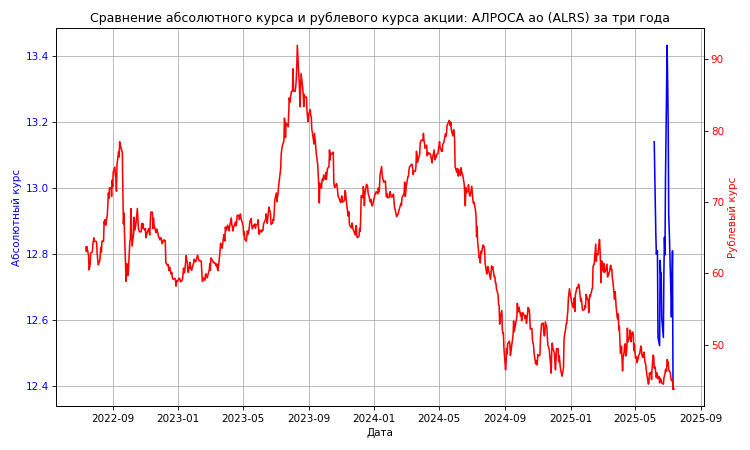 Сравнение абсолютного курса и рублевого курса акции: АЛРОСА ао (ALRS) за три года
13.4
13.2
13.0
12.8
12.6
12.4
Абсолютный курс
90
80
70
60
50
Рублевый курс
2022-09 2023-01 2023-05 2023-09 2024-01 2024-05 2024-09 2025-01 2025-05 2025-09
Дата